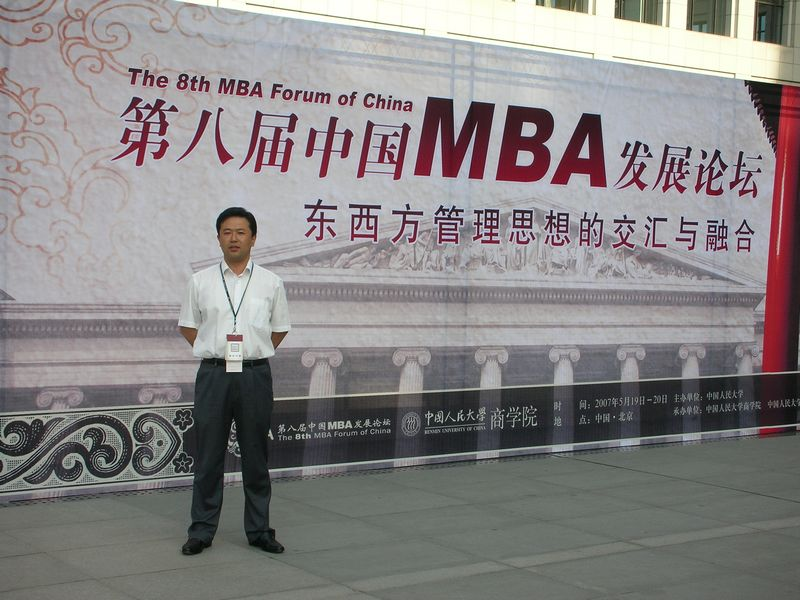 The 8th MBA Forum of China
第八届中国MBA发展论坛
东西方管理思想的交汇与融合
第八届中国MBA发展论坛
The 8th MBA Forum of China
中国人民大学 商学院
RENMIN UNIVERSITY OF CHINA
时 间：2007年5月19日－20日
地 点：中国·北京
主办单位：中国人民大学
承办单位：中国人民大学商学院 中国人民大学